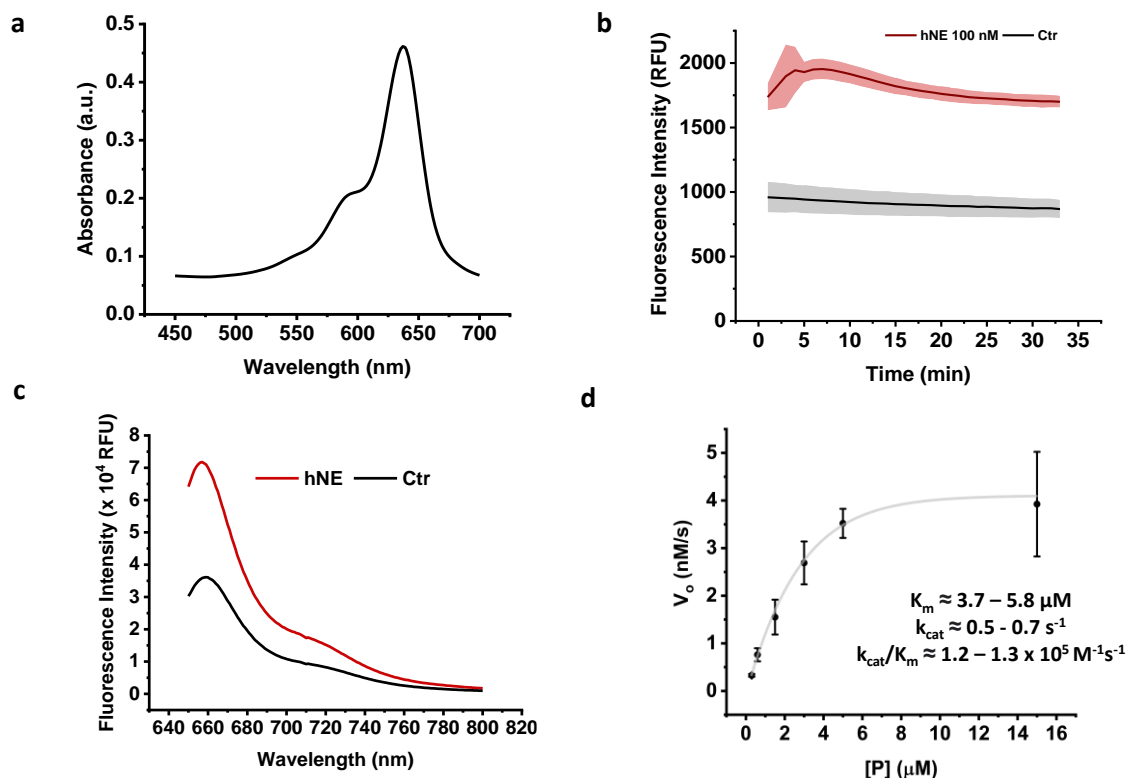 a
0.5
0.4
0.3
0.2
0.1
0.0
Absorbance (a.u.)
450 500 550 600 650 700
Wavelength (nm)
b
hNE 100 nM Ctr
2000
1500
1000
500
0
Fluorescence Intensity (RFU)
0 5 10 15 20 25 30 35
Time (min)
c
8
7
6
5
4
3
2
1
0
Fluorescence Intensity (x 10⁴ RFU)
hNE Ctr
640 660 680 700 720 740 760 780 800 820
Wavelength (nm)
d
5
4
3
2
1
0
Vₒ (nM/s)
Kₘ ≈ 3.7 – 5.8 μM
k_cat ≈ 0.5 - 0.7 s⁻¹
k_cat/Kₘ ≈ 1.2 – 1.3 x 10⁵ M⁻¹s⁻¹
0 2 4 6 8 10 12 14 16
[P] (μM)